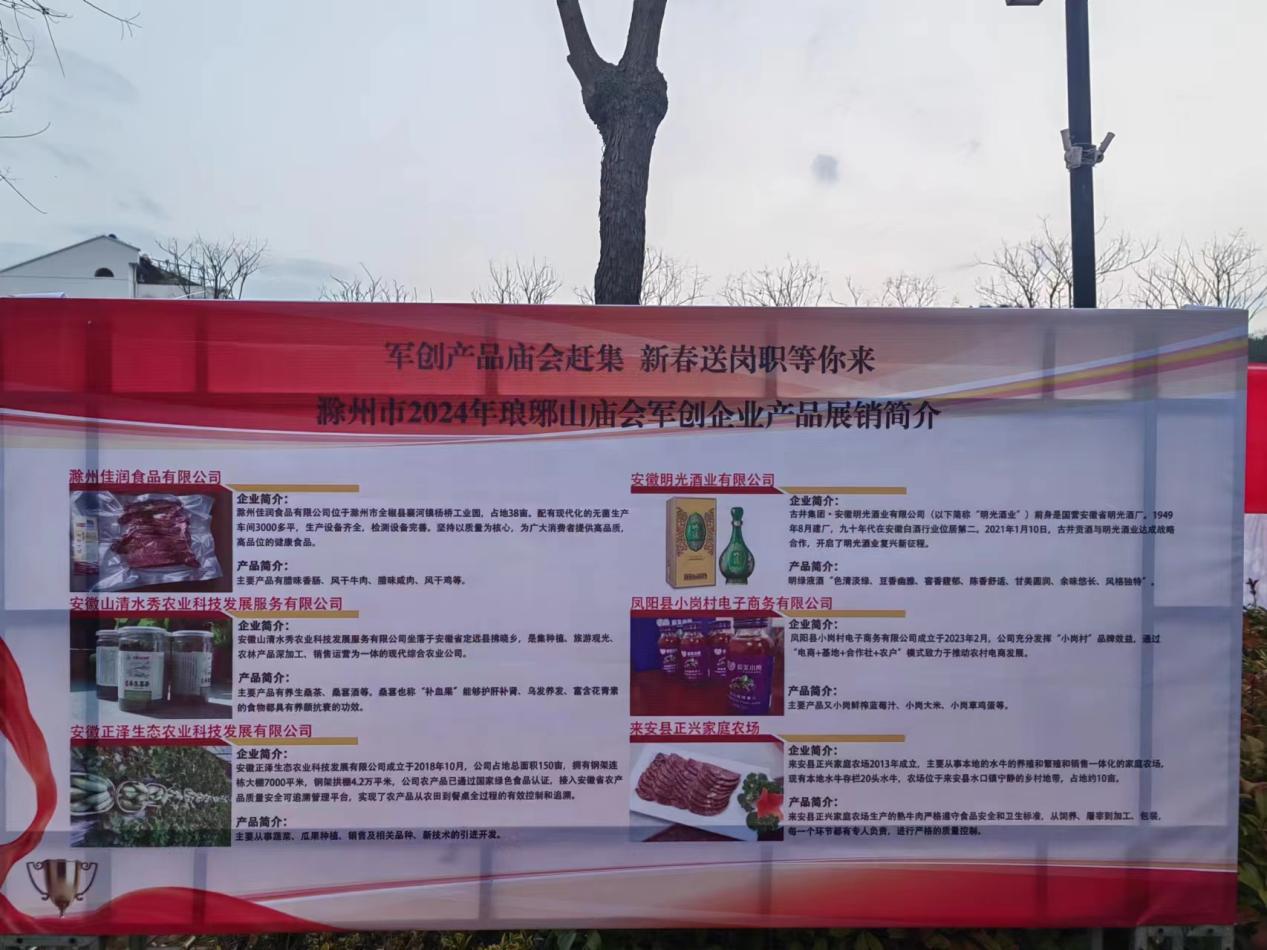 军创产品庙会赶集 新春送岗职等你来
滁州市2024年琅琊山庙会军创企业产品展销简介
滁州佳润食品有限公司
企业简介：
滁州佳润食品有限公司位于滁州市全椒县襄河镇杨桥工业园，占地38亩。配有现代化的无菌生产
车间3000多平，生产设备齐全，检测设备完善。坚持以质量为核心，为广大消费者提供高品质，
高品位的健康食品。
产品简介：
主要产品有腊味香肠、风干牛肉、腊味咸肉、风干鸡等。
安徽山清水秀农业科技发展服务有限公司
企业简介：
安徽山清水秀农业科技发展服务有限公司坐落于安徽省定远县拂晓乡，是集种植、旅游观光、
农林产品深加工、销售运营为一体的现代综合农业公司。
产品简介：
主要产品有养生桑茶、桑葚酒等。桑葚也称“补血果”能够护肝补肾、乌发养发、富含花青素
的食物都具有养颜抗衰的功效。
安徽正泽生态农业科技发展有限公司
企业简介：
安徽正泽生态农业科技发展有限公司成立于2018年10月，公司占地总面积150亩，拥有钢架连
栋大棚7000平米，钢架拱棚4.2万平米，公司农产品已通过国家绿色食品认证，接入安徽省农产
品质量安全可追溯管理平台，实现了农产品从农田到餐桌全过程的有效控制和追溯。
产品简介：
主要从事蔬菜、瓜果种植、销售及相关品种、新技术的引进开发。
安徽明光酒业有限公司
企业简介：
古井集团·安徽明光酒业有限公司（以下简称“明光酒业”）前身是国营安徽省明光酒厂，1949
年8月建厂，九十年代在安徽白酒行业位居第二。2021年1月10日，古井贡酒与明光酒业达成战略
合作，开启了明光酒业复兴新征程。
产品简介：
明绿液酒“色清淡绿、豆香幽雅、窖香馥郁、陈香舒适、甘美圆润、余味悠长、风格独特”。
凤阳县小岗村电子商务有限公司
企业简介：
凤阳县小岗村电子商务有限公司成立于2023年2月，公司充分发挥“小岗村”品牌效益，通过
“电商+基地+合作社+农户”模式致力于推动农村电商发展。
产品简介：
主要产品又小岗鲜榨蓝莓汁、小岗大米、小岗草鸡蛋等。
来安县正兴家庭农场
企业简介：
来安县正兴家庭农场2013年成立，主要从事本地的水牛的养殖和繁殖和销售一体化的家庭农场。
现有本地水牛存栏20头水牛，农场位于来安县水口镇宁静的乡村地带，占地约10亩。
产品简介：
来安县正兴家庭农场生产的熟牛肉严格遵守食品安全和卫生标准，从饲养、屠宰到加工、包装，
每一个环节都有专人负责，进行严格的质量控制。